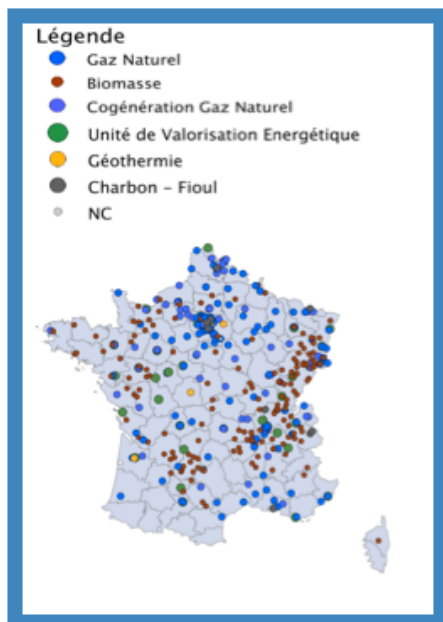 Légende
Gaz Naturel
Biomasse
Cogénération Gaz Naturel
Unité de Valorisation Energétique
Géothermie
Charbon – Fioul
NC